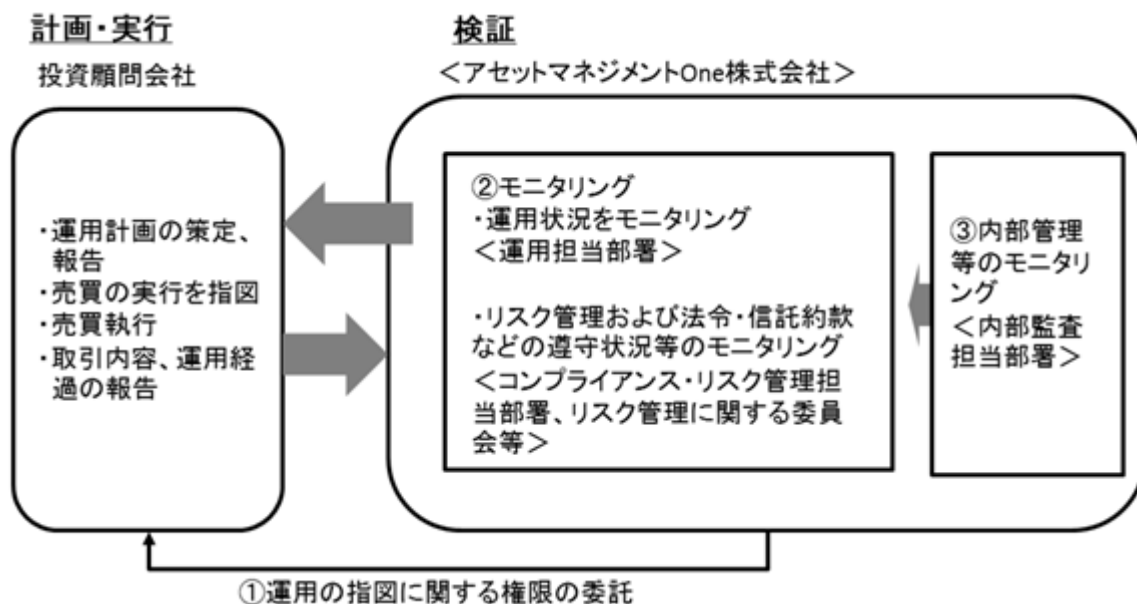 計画・実行
投資顧問会社
・運用計画の策定、
報告
・売買の実行を指図
・売買執行
・取引内容、運用経
過の報告
検証
＜アセットマネジメントOne株式会社＞
②モニタリング
・運用状況をモニタリング
＜運用担当部署＞
・リスク管理および法令・信託約款
などの遵守状況等のモニタリング
＜コンプライアンス・リスク管理担
当部署、リスク管理に関する委員
会等＞
③内部管理
等のモニタリ
ング
＜内部監査
担当部署＞
①運用の指図に関する権限の委託